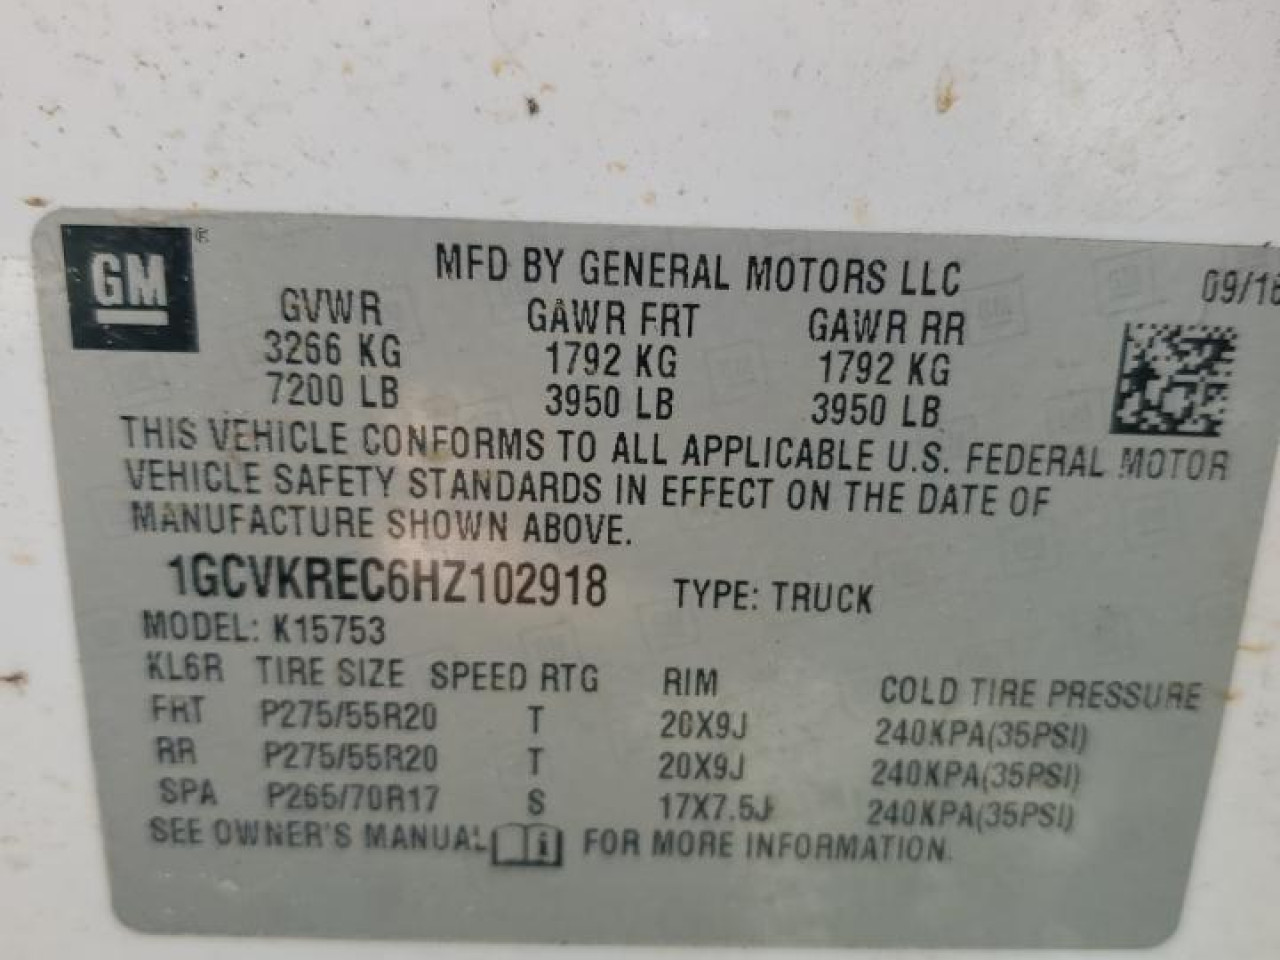 GM®
MFD BY GENERAL MOTORS LLC 09/16
GVWR GAWR FRT GAWR RR
3266 KG 1792 KG 1792 KG
7200 LB 3950 LB 3950 LB
THIS VEHICLE CONFORMS TO ALL APPLICABLE U.S. FEDERAL MOTOR
VEHICLE SAFETY STANDARDS IN EFFECT ON THE DATE OF
MANUFACTURE SHOWN ABOVE.
1GCVKREC6HZ102918 TYPE: TRUCK
MODEL: K15753
KL6R TIRE SIZE SPEED RTG RIM COLD TIRE PRESSURE
FRT P275/55R20 T 20X9J 240KPA(35PSI)
RR P275/55R20 T 20X9J 240KPA(35PSI)
SPA P265/70R17 S 17X7.5J 240KPA(35PSI)
SEE OWNER'S MANUAL i FOR MORE INFORMATION.